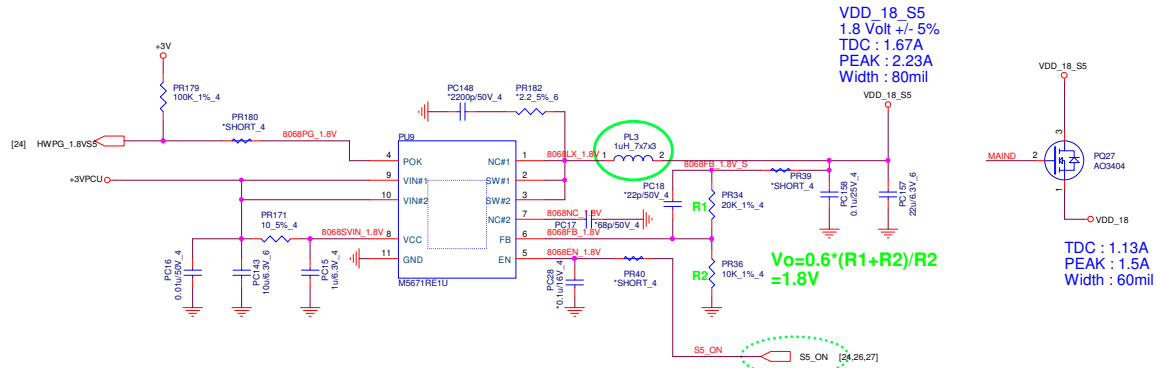 VDD_18_S5
1.8 Volt +/- 5%
TDC : 1.67A
PEAK : 2.23A
Width : 80mil
VDD_18_S5
VDD_18_S5
+3V
PR179
100K_1%_4
PR180
*SHORT_4
[24] HWPG_1.8VS5
8068PG_1.8V
PC148
*2200p/50V_4
PR182
*2.2_5%_6
PU9
4 POK
9 VIN#1
10 VIN#2
8 VCC
11 GND
NC#1 1
SW#1 2
SW#2 3
NC#2 7
FB 6
EN 5
M5671RE1U
+3VPCU
PR171
10_5%_4
8068SVIN_1.8V
PC16
0.01u/50V_4
PC143
10u/6.3V_6
PC15
1u/6.3V_4
8068LX_1.8V
PL3
1uH_7x7x3
1 2
8068FB_1.8V_S
PC18
*22p/50V_4
R1
PR34
20K_1%_4
PR39
*SHORT_4
PC158
0.1u/25V_4
PC157
22u/6.3V_6
8068NC_1.8V
PC17
*68p/50V_4
8068FB_1.8V
8068EN_1.8V
PC28
*0.1u/16V_4
PR40
*SHORT_4
R2
PR36
10K_1%_4
Vo=0.6*(R1+R2)/R2
=1.8V
S5_ON
S5_ON [24,26,27]
MAIND
2
3
1
PQ27
AO3404
VDD_18
TDC : 1.13A
PEAK : 1.5A
Width : 60mil